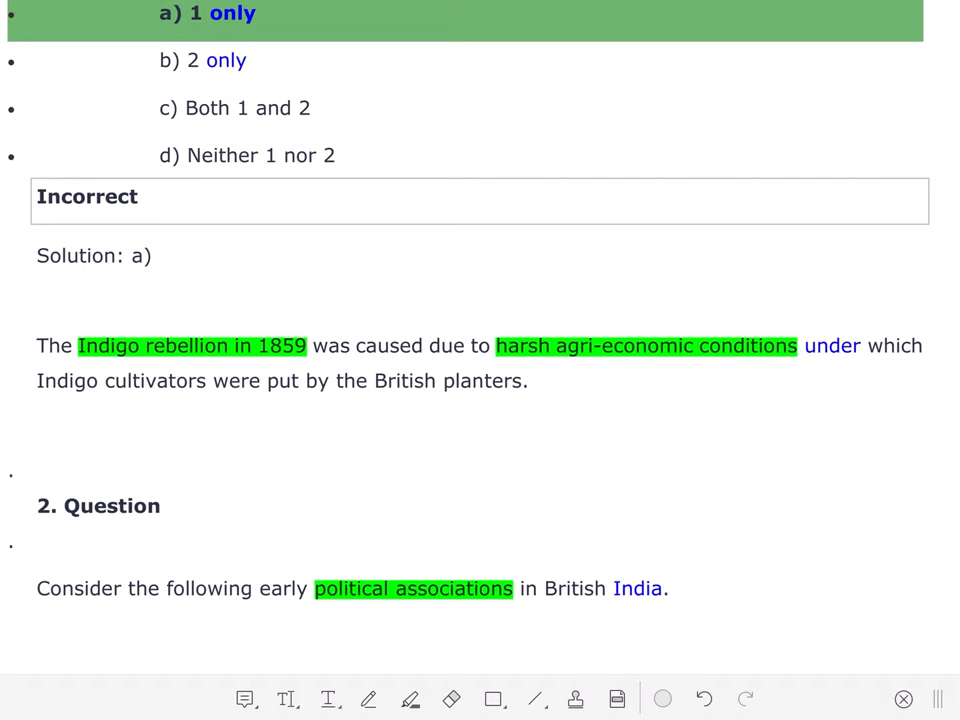 a) 1 only
b) 2 only
c) Both 1 and 2
d) Neither 1 nor 2
Incorrect
Solution: a)
The Indigo rebellion in 1859 was caused due to harsh agri-economic conditions under which
Indigo cultivators were put by the British planters.
.
2. Question
.
Consider the following early political associations in British India.